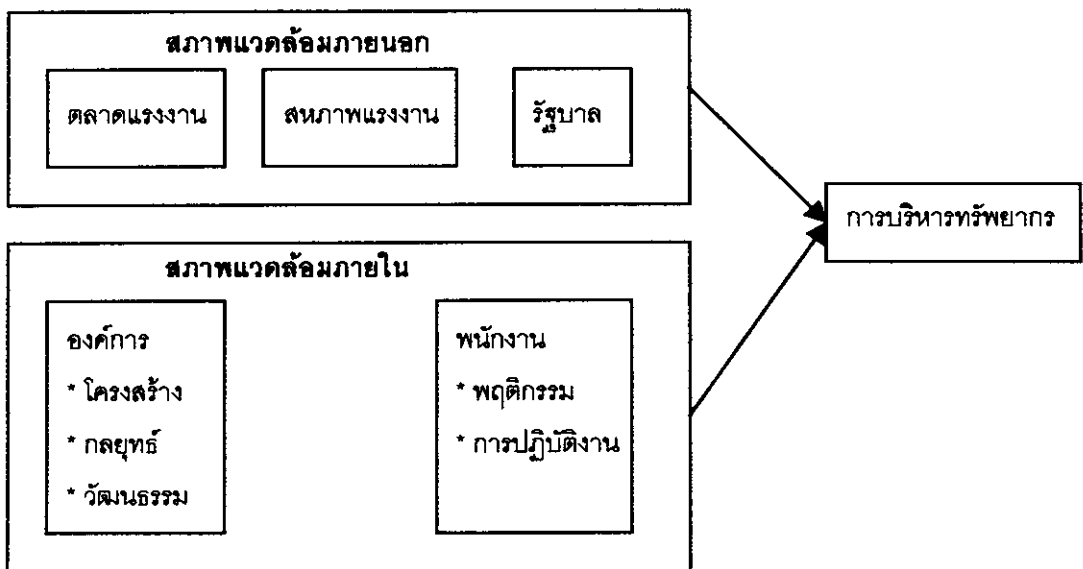 สภาพแวดล้อมภายนอก
ตลาดแรงงาน
สหภาพแรงงาน
รัฐบาล
การบริหารทรัพยากร
สภาพแวดล้อมภายใน
องค์การ
* โครงสร้าง
* กลยุทธ์
* วัฒนธรรม
พนักงาน
* พฤติกรรม
* การปฏิบัติงาน